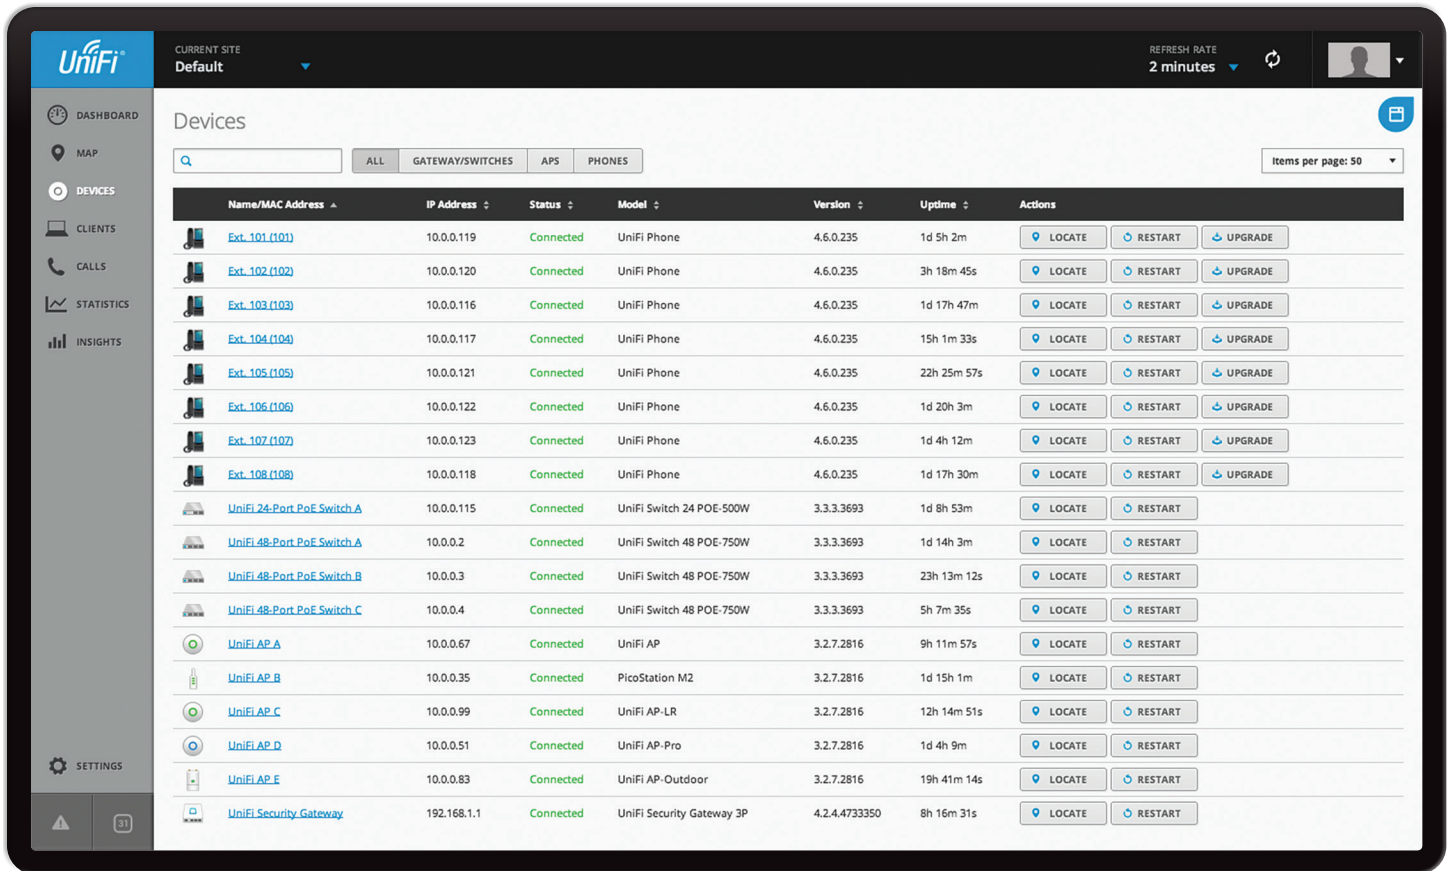 UniFi
CURRENT SITE
Default
REFRESH RATE
2 minutes
DASHBOARD
MAP
DEVICES
CLIENTS
CALLS
STATISTICS
INSIGHTS
SETTINGS
31
Devices
ALL GATEWAY/SWITCHES APS PHONES
Items per page: 50
Name/MAC Address IP Address Status Model Version Uptime Actions
Ext. 101 (101) 10.0.0.119 Connected UniFi Phone 4.6.0.235 1d 5h 2m LOCATE RESTART UPGRADE
Ext. 102 (102) 10.0.0.120 Connected UniFi Phone 4.6.0.235 3h 18m 45s LOCATE RESTART UPGRADE
Ext. 103 (103) 10.0.0.116 Connected UniFi Phone 4.6.0.235 1d 17h 47m LOCATE RESTART UPGRADE
Ext. 104 (104) 10.0.0.117 Connected UniFi Phone 4.6.0.235 15h 1m 33s LOCATE RESTART UPGRADE
Ext. 105 (105) 10.0.0.121 Connected UniFi Phone 4.6.0.235 22h 25m 57s LOCATE RESTART UPGRADE
Ext. 106 (106) 10.0.0.122 Connected UniFi Phone 4.6.0.235 1d 20h 3m LOCATE RESTART UPGRADE
Ext. 107 (107) 10.0.0.123 Connected UniFi Phone 4.6.0.235 1d 4h 12m LOCATE RESTART UPGRADE
Ext. 108 (108) 10.0.0.118 Connected UniFi Phone 4.6.0.235 1d 17h 30m LOCATE RESTART UPGRADE
UniFi 24-Port PoE Switch A 10.0.0.115 Connected UniFi Switch 24 POE-500W 3.3.3.3693 1d 8h 53m LOCATE RESTART
UniFi 48-Port PoE Switch A 10.0.0.2 Connected UniFi Switch 48 POE-750W 3.3.3.3693 1d 14h 3m LOCATE RESTART
UniFi 48-Port PoE Switch B 10.0.0.3 Connected UniFi Switch 48 POE-750W 3.3.3.3693 23h 13m 12s LOCATE RESTART
UniFi 48-Port PoE Switch C 10.0.0.4 Connected UniFi Switch 48 POE-750W 3.3.3.3693 5h 7m 35s LOCATE RESTART
UniFi AP A 10.0.0.67 Connected UniFi AP 3.2.7.2816 9h 11m 57s LOCATE RESTART
UniFi AP B 10.0.0.35 Connected PicoStation M2 3.2.7.2816 1d 15h 1m LOCATE RESTART
UniFi AP C 10.0.0.99 Connected UniFi AP-LR 3.2.7.2816 12h 14m 51s LOCATE RESTART
UniFi AP D 10.0.0.51 Connected UniFi AP-Pro 3.2.7.2816 1d 4h 9m LOCATE RESTART
UniFi AP E 10.0.0.83 Connected UniFi AP-Outdoor 3.2.7.2816 19h 41m 14s LOCATE RESTART
UniFi Security Gateway 192.168.1.1 Connected UniFi Security Gateway 3P 4.2.4.4733350 8h 16m 31s LOCATE RESTART